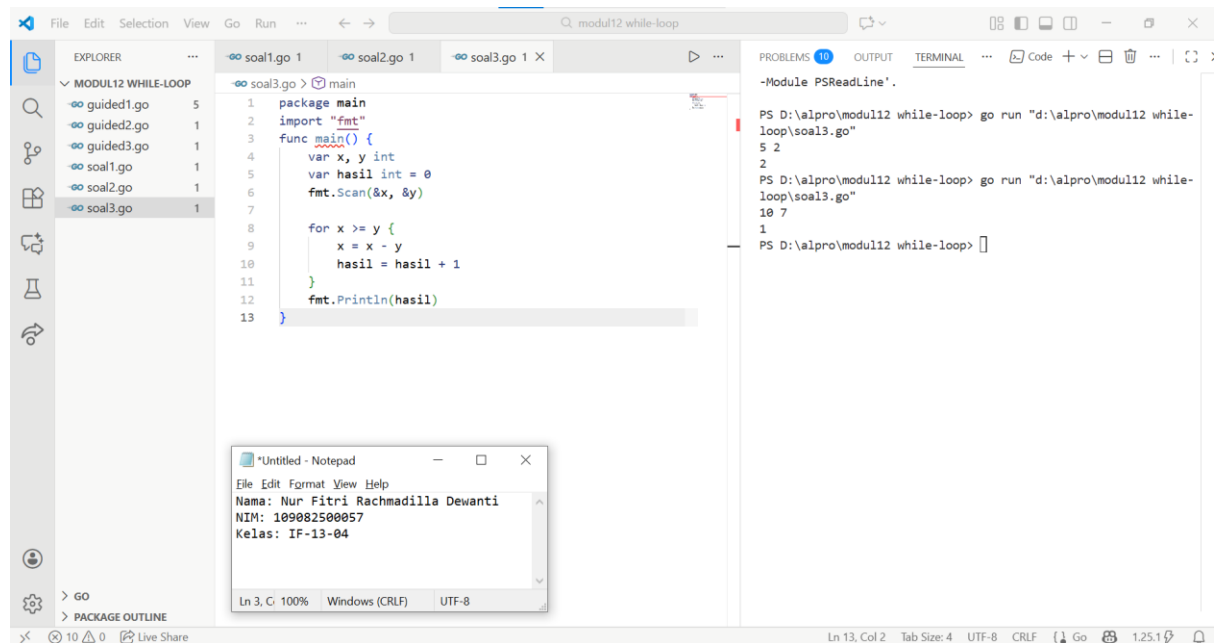 File Edit Selection View Go Run ... modul12 while-loop
EXPLORER ...
MODUL12 WHILE-LOOP
guided1.go 5
guided2.go 1
guided3.go 1
soal1.go 1
soal2.go 1
soal3.go 1
GO
PACKAGE OUTLINE
soal1.go 1 soal2.go 1 soal3.go 1 ...
soal3.go > main
1 package main
2 import "fmt"
3 func main() {
4 var x, y int
5 var hasil int = 0
6 fmt.Scan(&x, &y)
7
8 for x >= y {
9 x = x - y
10 hasil = hasil + 1
11 }
12 fmt.Println(hasil)
13 }
PROBLEMS 10 OUTPUT TERMINAL ... Code ...
-Module PSReadLine'.
PS D:\alpro\modul12 while-loop> go run "d:\alpro\modul12 while-
loop\soal3.go"
5 2
2
PS D:\alpro\modul12 while-loop> go run "d:\alpro\modul12 while-
loop\soal3.go"
10 7
1
PS D:\alpro\modul12 while-loop>
*Untitled - Notepad
File Edit Format View Help
Nama: Nur Fitri Rachmadilla Dewanti
NIM: 109082500057
Kelas: IF-13-04
Ln 3, C 100% Windows (CRLF) UTF-8
10 0 Live Share Ln 13, Col 2 Tab Size: 4 UTF-8 CRLF Go 1.25.1